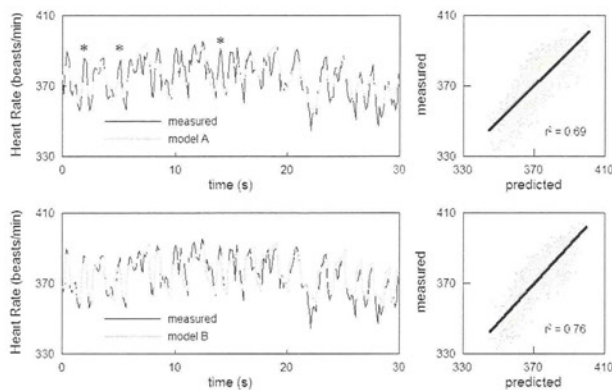 410
390
370
330
Heart Rate (beasts/min)
* * *
measured
model A
0 10 20 30
time (s)
410
370
330
measured
r² = 0.69
330 370 410
predicted
410
370
330
Heart Rate (beasts/min)
measured
model B
0 10 20 30
time (s)
410
370
330
measured
r² = 0.76
330 370 410
predicted